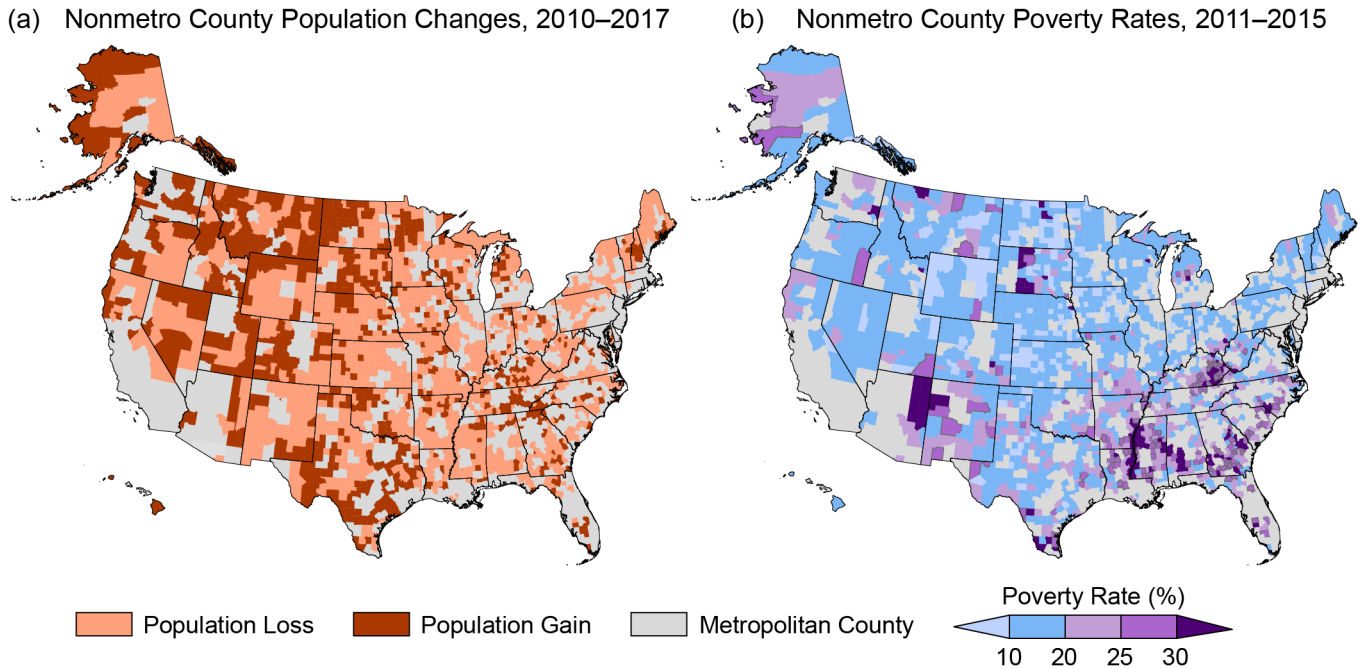 (a) Nonmetro County Population Changes, 2010–2017
(b) Nonmetro County Poverty Rates, 2011–2015
Population Loss
Population Gain
Metropolitan County
Poverty Rate (%)
10 20 25 30